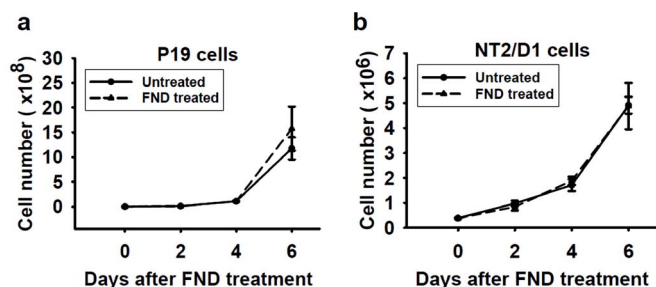 a
P19 cells
Cell number ( x10⁸)
30
25
20
15
10
5
0
Untreated
FND treated
0 2 4 6
Days after FND treatment
b
NT2/D1 cells
Cell number ( x10⁶)
7
6
5
4
3
2
1
0
Untreated
FND treated
0 2 4 6
Days after FND treatment